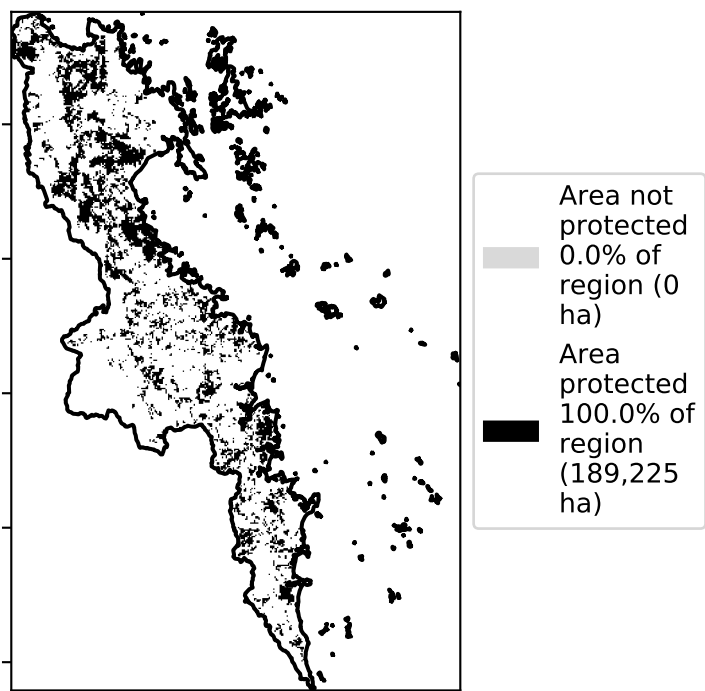 Area not
protected
0.0% of
region (0
ha)
Area
protected
100.0% of
region
(189,225
ha)